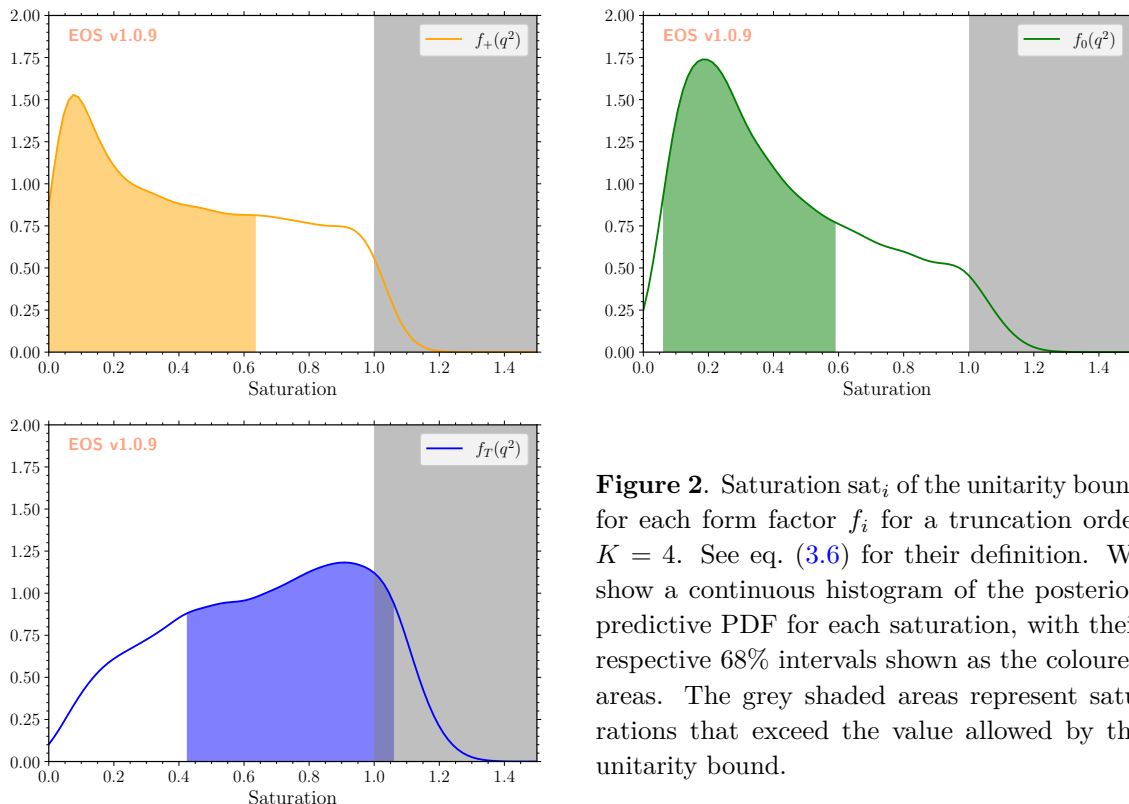 2.00
1.75
1.50
1.25
1.00
0.75
0.50
0.25
0.00
0.0 0.2 0.4 0.6 0.8 1.0 1.2 1.4
Saturation
EOS v1.0.9
f₊(q²)
2.00
1.75
1.50
1.25
1.00
0.75
0.50
0.25
0.00
0.0 0.2 0.4 0.6 0.8 1.0 1.2 1.4
Saturation
EOS v1.0.9
f₀(q²)
2.00
1.75
1.50
1.25
1.00
0.75
0.50
0.25
0.00
0.0 0.2 0.4 0.6 0.8 1.0 1.2 1.4
Saturation
EOS v1.0.9
f_T(q²)
Figure 2. Saturation satᵢ of the unitarity boun
for each form factor fᵢ for a truncation orde
K = 4. See eq. (3.6) for their definition. W
show a continuous histogram of the posterio
predictive PDF for each saturation, with thei
respective 68% intervals shown as the coloure
areas. The grey shaded areas represent satu
rations that exceed the value allowed by th
unitarity bound.